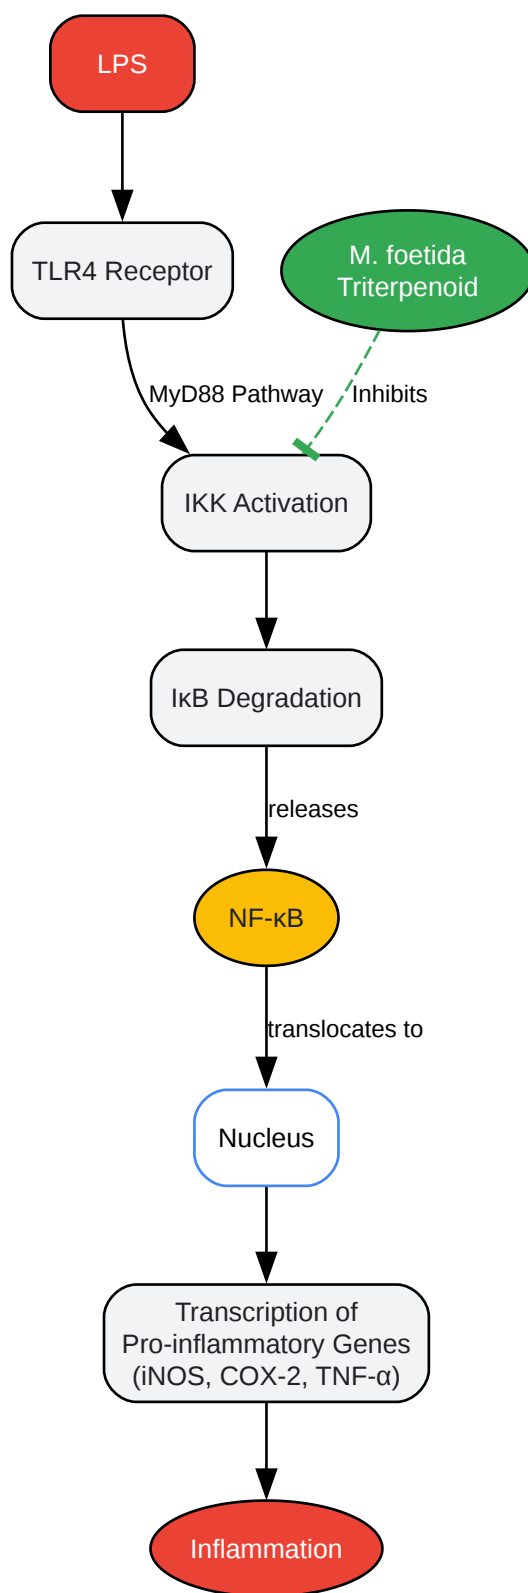 LPS
TLR4 Receptor
M. foetida
Triterpenoid
MyD88 Pathway
Inhibits
IKK Activation
IκB Degradation
releases
NF-κB
translocates to
Nucleus
Transcription of
Pro-inflammatory Genes
(iNOS, COX-2, TNF-α)
Inflammation